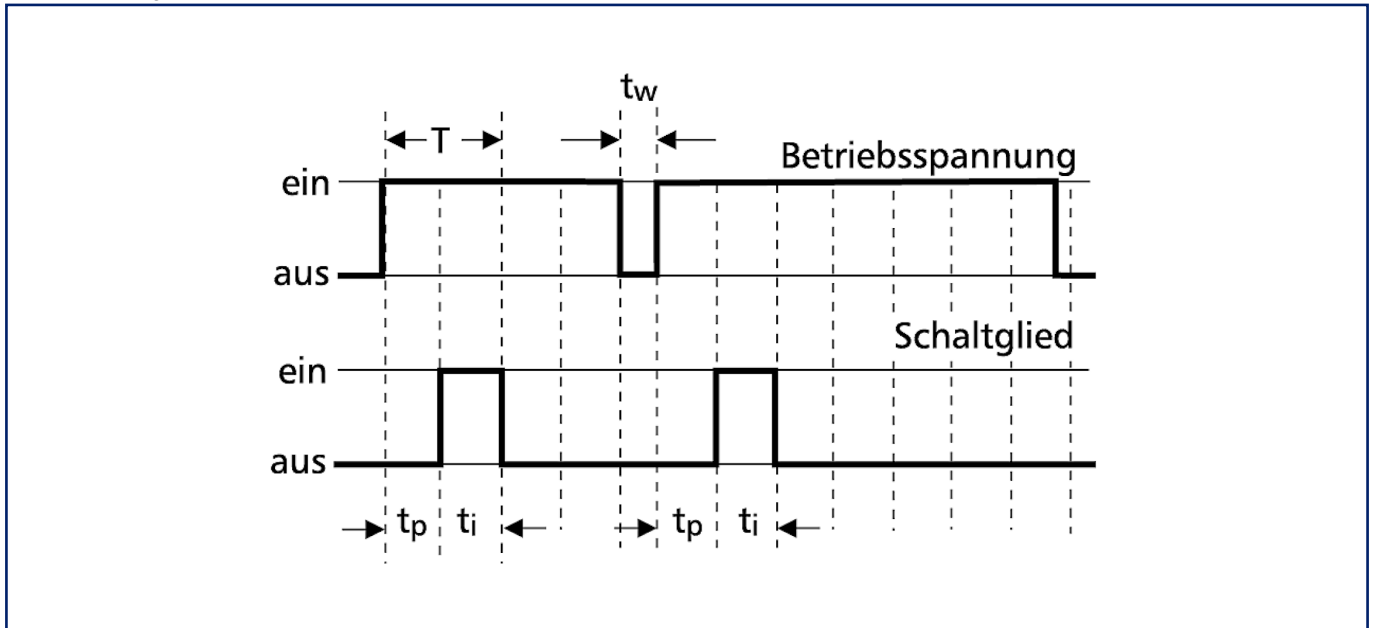 tw
T
Betriebsspannung
ein
aus
Schaltglied
ein
aus
tp ti tp ti